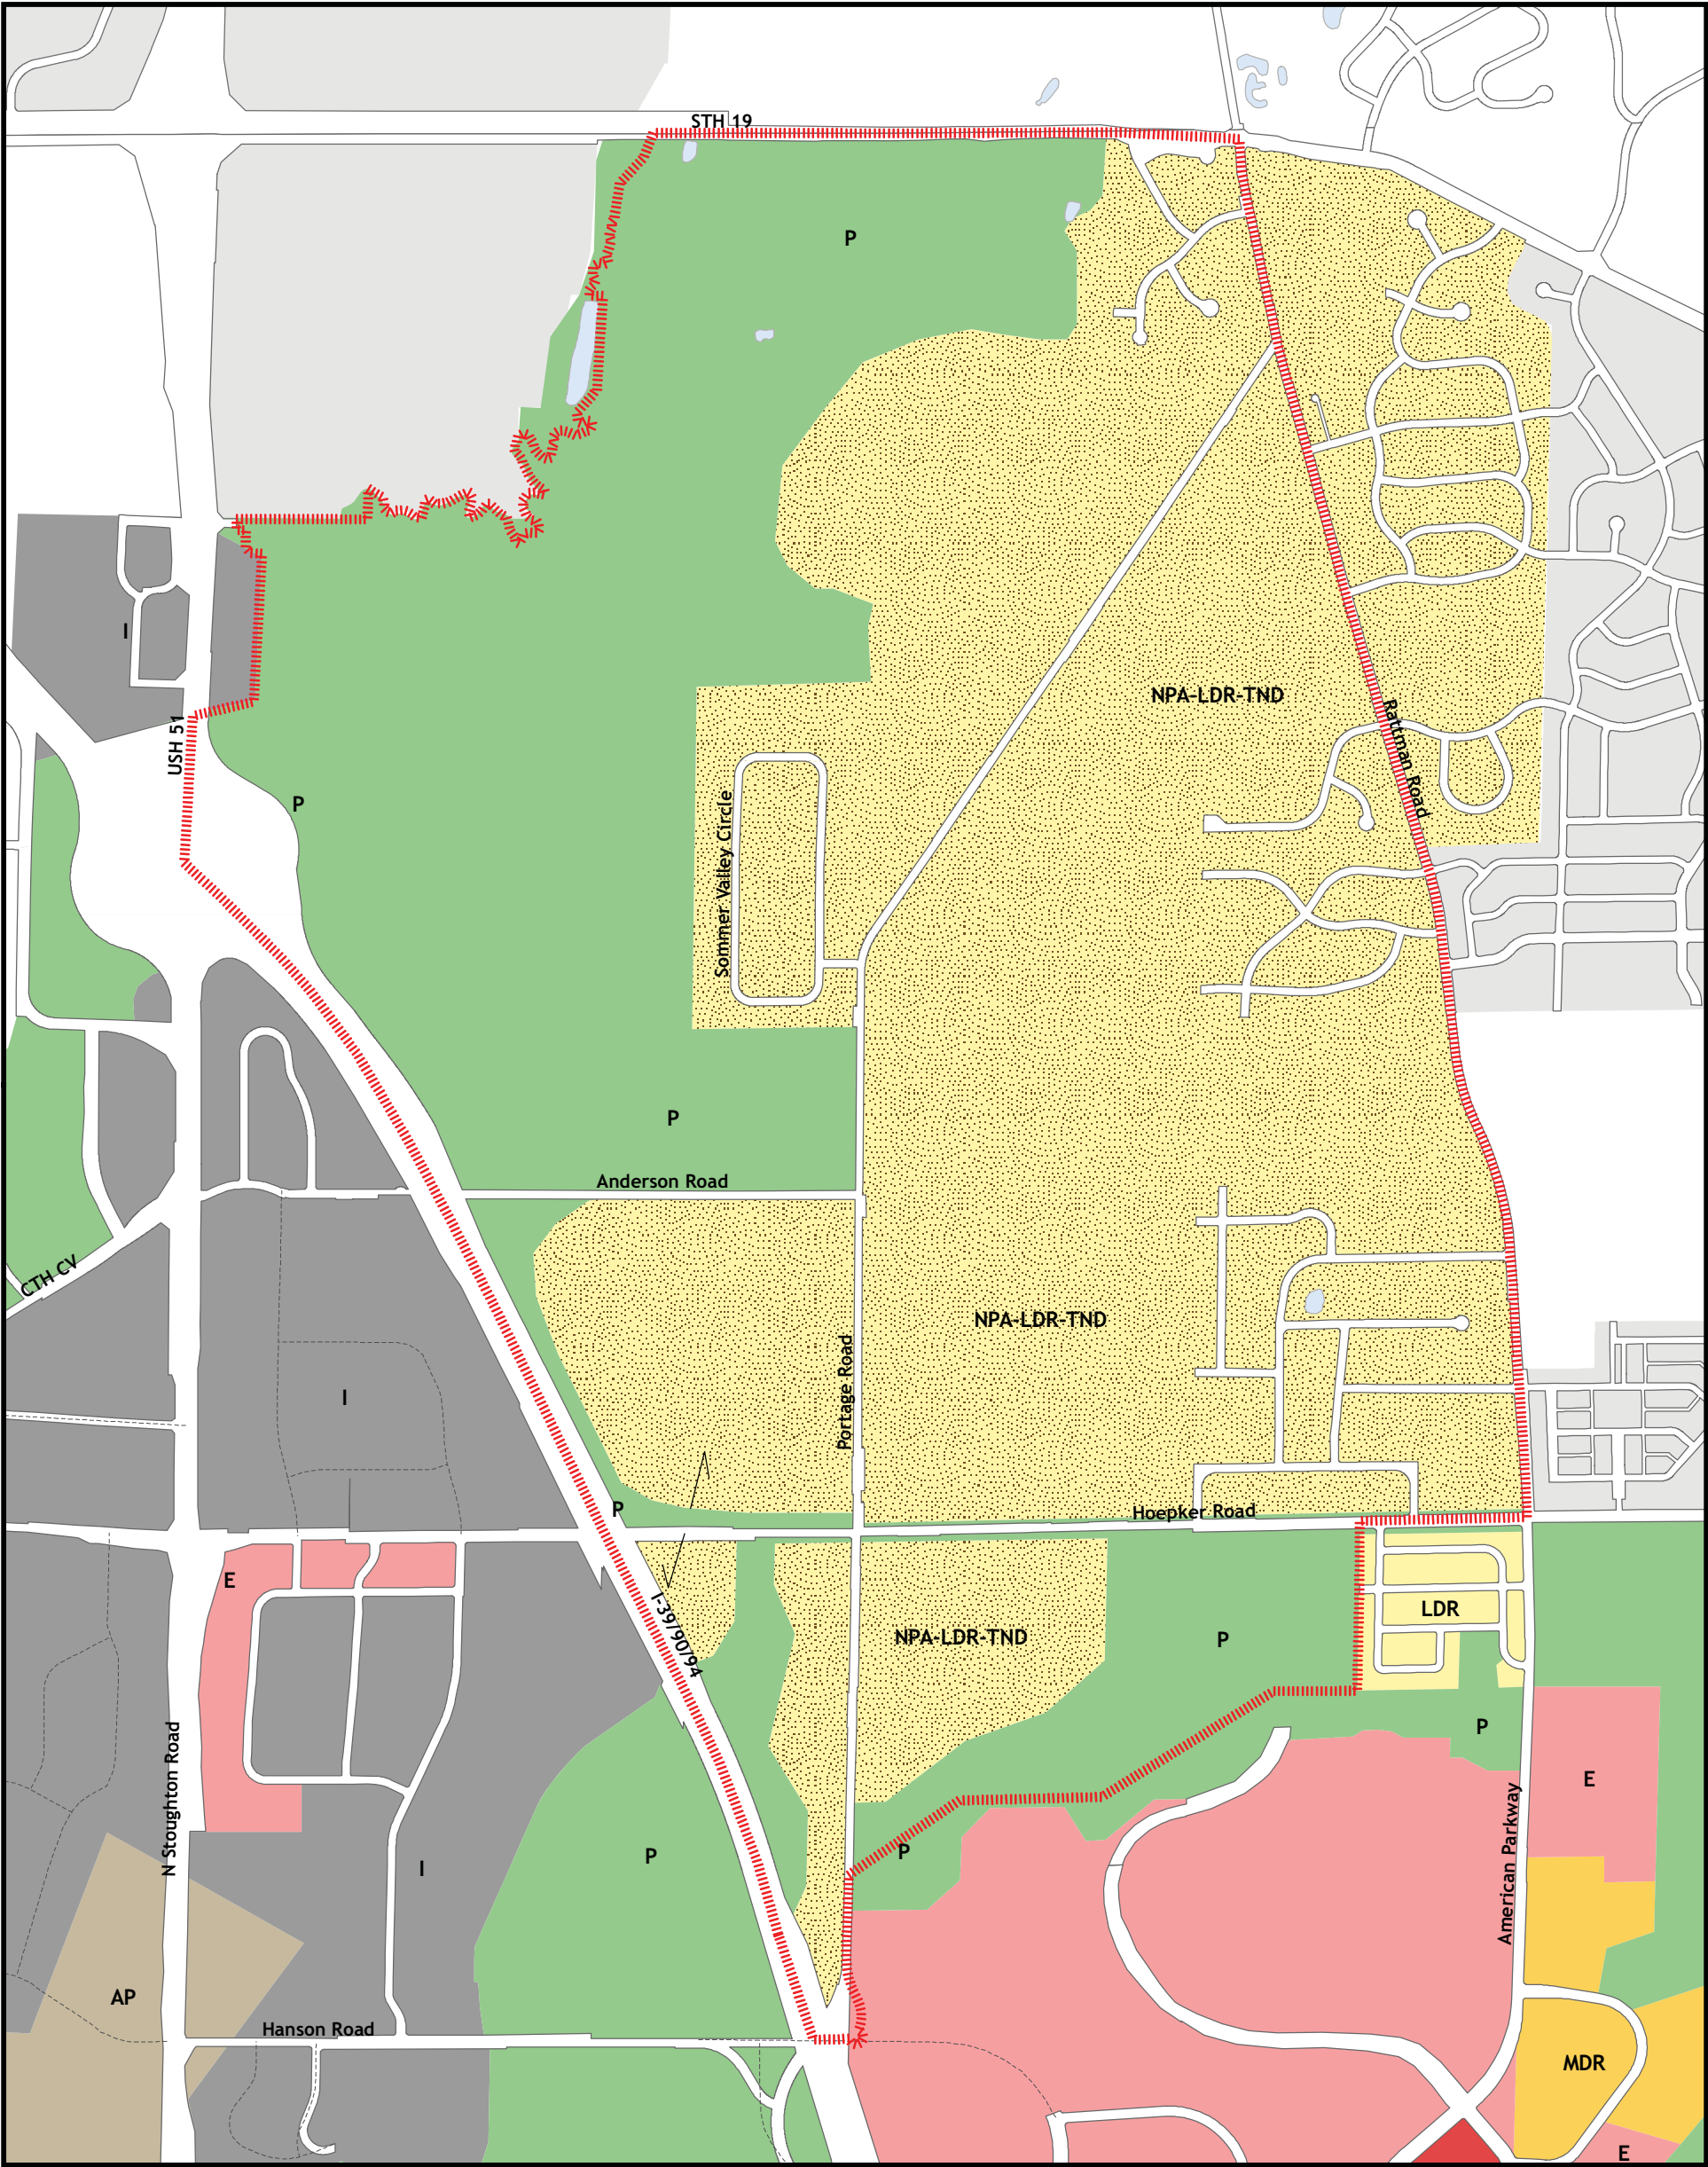 STH 19
P
I
NPA-LDR-TND
Rattman Road
USH 51
P
Sommer Valley Circle
P
Anderson Road
CTH CV
NPA-LDR-TND
Portage Road
I
P
Hoepker Road
E
I-39/90/94
LDR
NPA-LDR-TND
P
P
E
N Stoughton Road
American Parkway
P
P
I
AP
Hanson Road
MDR
E